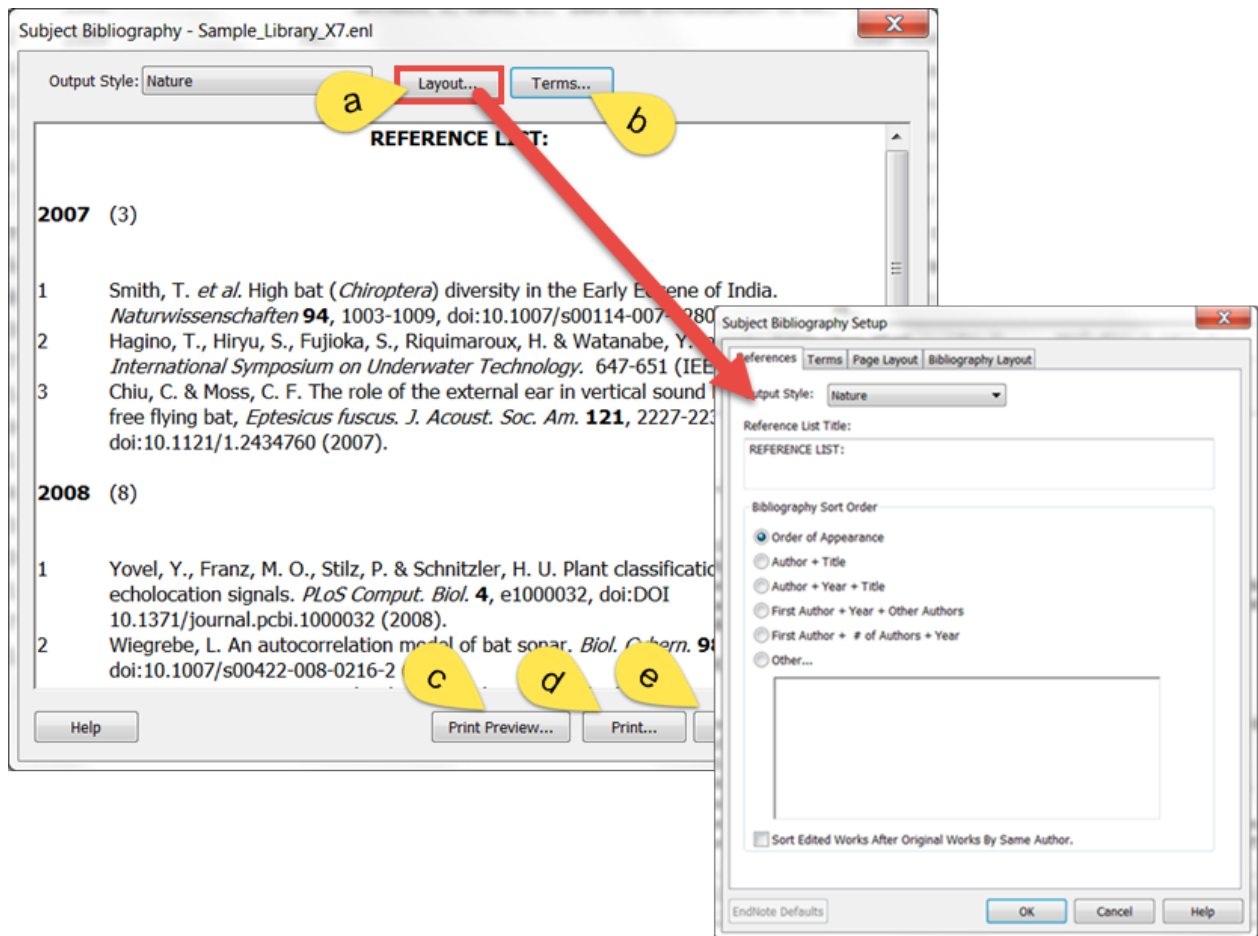 Subject Bibliography - Sample_Library_X7.enl
Output Style: Nature
Layout...
Terms...
a
b
REFERENCE LIST:
2007 (3)
1 Smith, T. et al. High bat (Chiroptera) diversity in the Early Eocene of India.
Naturwissenschaften 94, 1003-1009, doi:10.1007/s00114-007-
2 Hagino, T., Hiryu, S., Fujioka, S., Riquimaroux, H. & Watanabe, Y.
International Symposium on Underwater Technology. 647-651 (IEE
3 Chiu, C. & Moss, C. F. The role of the external ear in vertical sound
free flying bat, Eptesicus fuscus. J. Acoust. Soc. Am. 121, 2227-223
doi:10.1121/1.2434760 (2007).
2008 (8)
1 Yovel, Y., Franz, M. O., Stilz, P. & Schnitzler, H. U. Plant classificatio
echolocation signals. PLoS Comput. Biol. 4, e1000032, doi:DOI
10.1371/journal.pcbi.1000032 (2008).
2 Wiegrebe, L. An autocorrelation model of bat sonar. Biol. Cybern. 98
doi:10.1007/s00422-008-0216-2
c
d
e
Help
Print Preview...
Print...
Subject Bibliography Setup
References Terms Page Layout Bibliography Layout
Output Style: Nature
Reference List Title:
REFERENCE LIST:
Bibliography Sort Order
Order of Appearance
Author + Title
Author + Year + Title
First Author + Year + Other Authors
First Author + # of Authors + Year
Other...
Sort Edited Works After Original Works By Same Author.
EndNote Defaults
OK
Cancel
Help